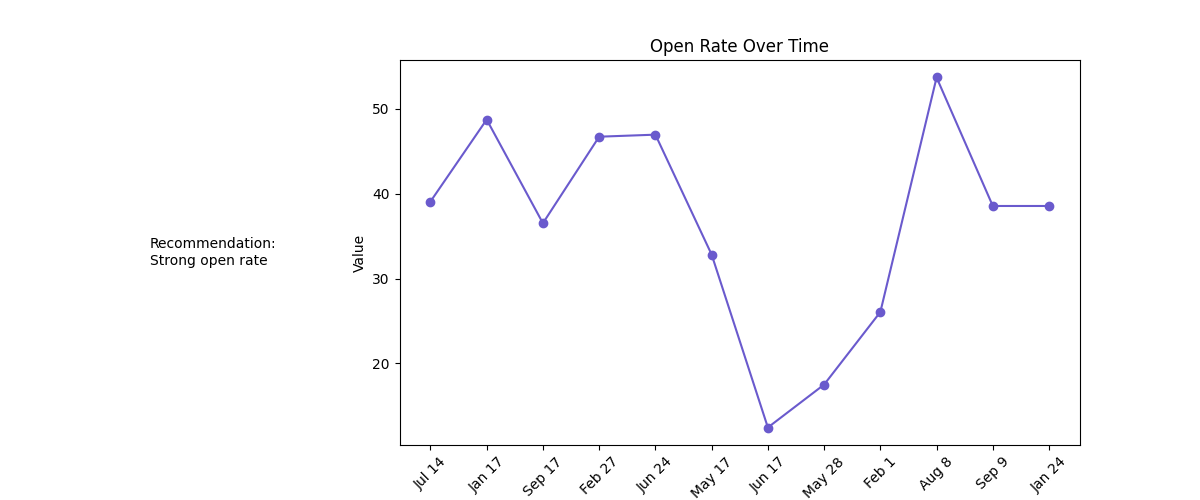 Open Rate Over Time
Recommendation:
Strong open rate
Value
50
40
30
20
Jul 14
Jan 17
Sep 17
Feb 27
Jun 24
May 17
Jun 17
May 28
Feb 1
Aug 8
Sep 9
Jan 24